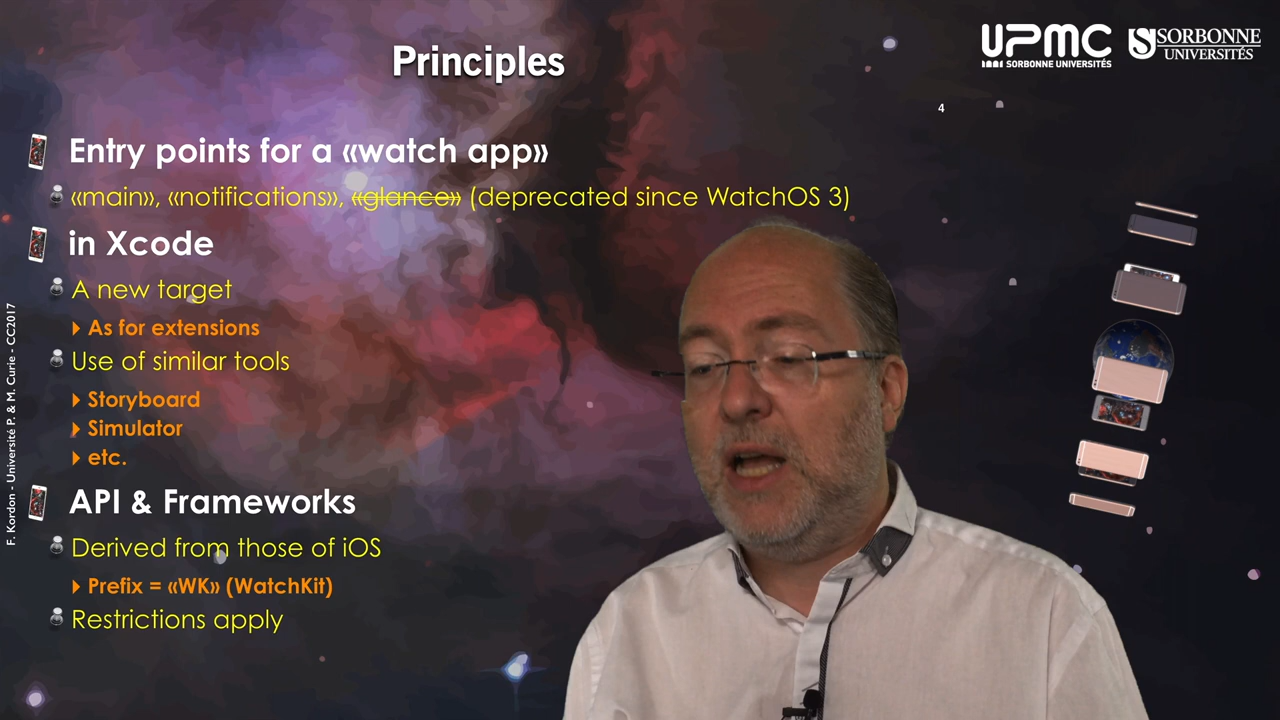 Principles
UPMC
SORBONNE UNIVERSITÉS
SORBONNE
UNIVERSITÉS
4
Entry points for a «watch app»
«main», «notifications», «glance» (deprecated since WatchOS 3)
in Xcode
A new target
As for extensions
Use of similar tools
Storyboard
Simulator
etc.
API & Frameworks
Derived from those of iOS
Prefix = «WK» (WatchKit)
Restrictions apply
F. Kordon - Université P. & M. Curie - CC2017